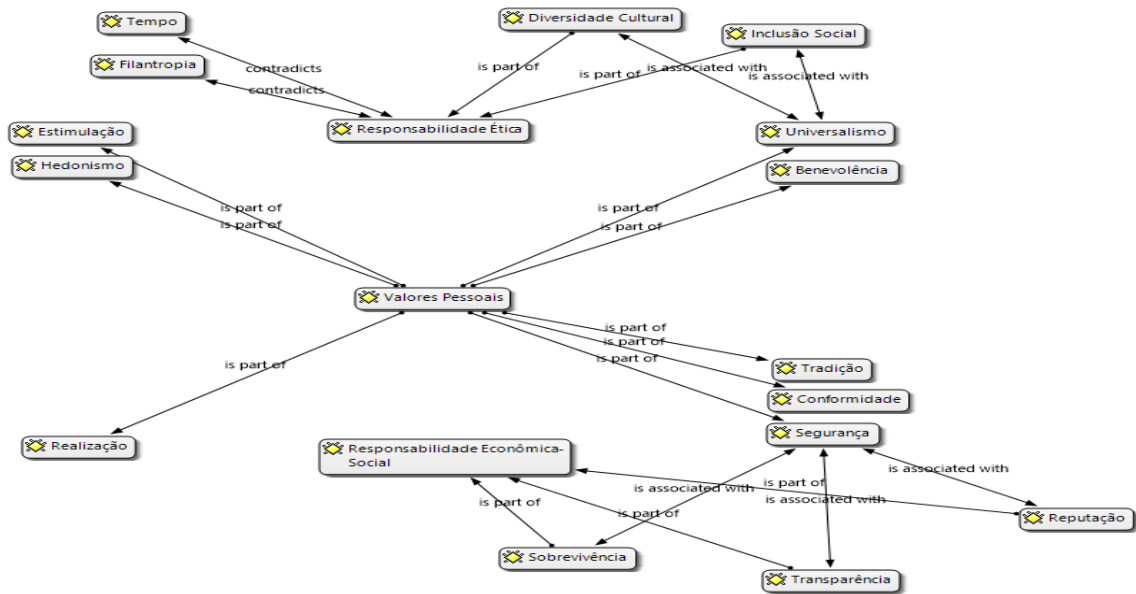 Tempo
Diversidade Cultural
Inclusão Social
Filantropia
contradicts
is part of
is part of
is associated with
is associated with
contradicts
Estimulação
Responsabilidade Ética
Universalismo
Hedonismo
Benevolência
is part of
is part of
is part of
is part of
Valores Pessoais
is part of
is part of
is part of
is part of
Tradição
Conformidade
Segurança
Realização
Responsabilidade Econômica-
Social
is associated with
is part of
is associated with
is associated with
is part of
is part of
Reputação
Sobrevivência
Transparência